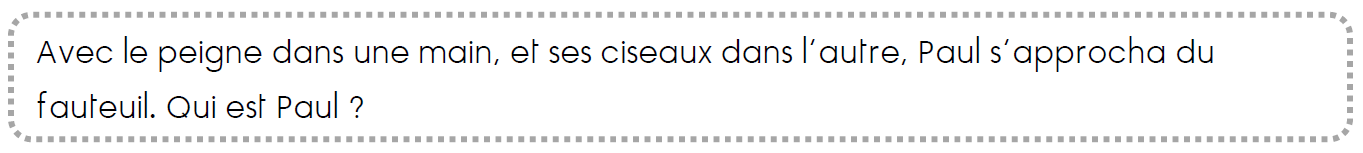 Avec le peigne dans une main, et ses ciseaux dans l'autre, Paul s'approcha du
fauteuil. Qui est Paul ?